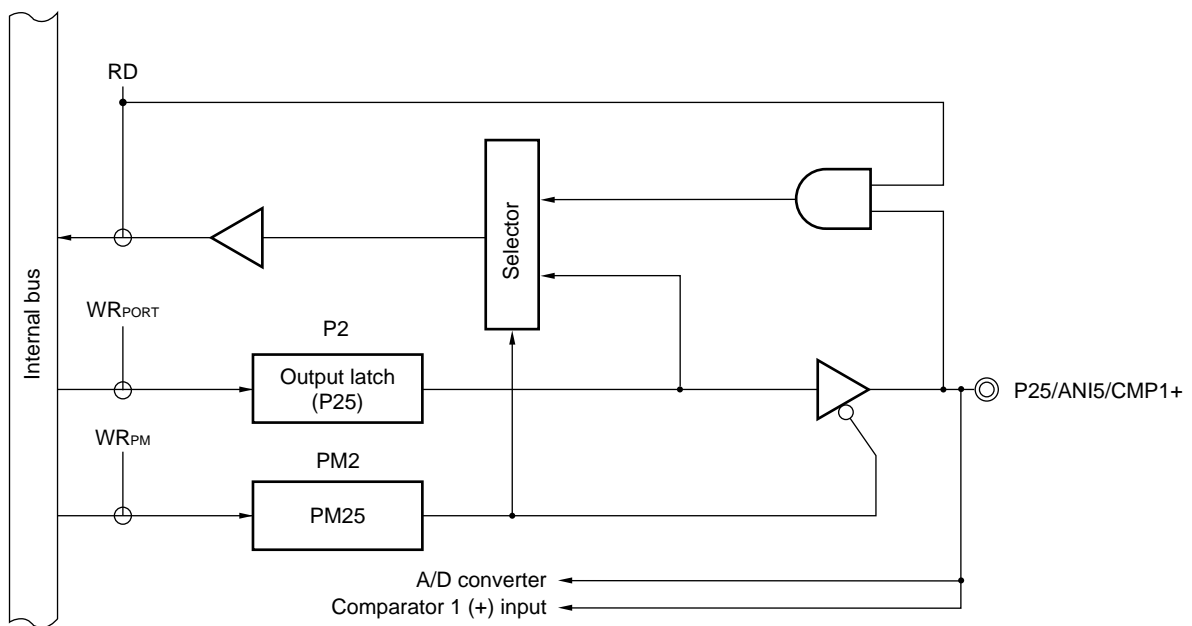 RD
Selector
Internal bus
WRPORT
P2
Output latch
(P25)
P25/ANI5/CMP1+
WRPM
PM2
PM25
A/D converter
Comparator 1 (+) input